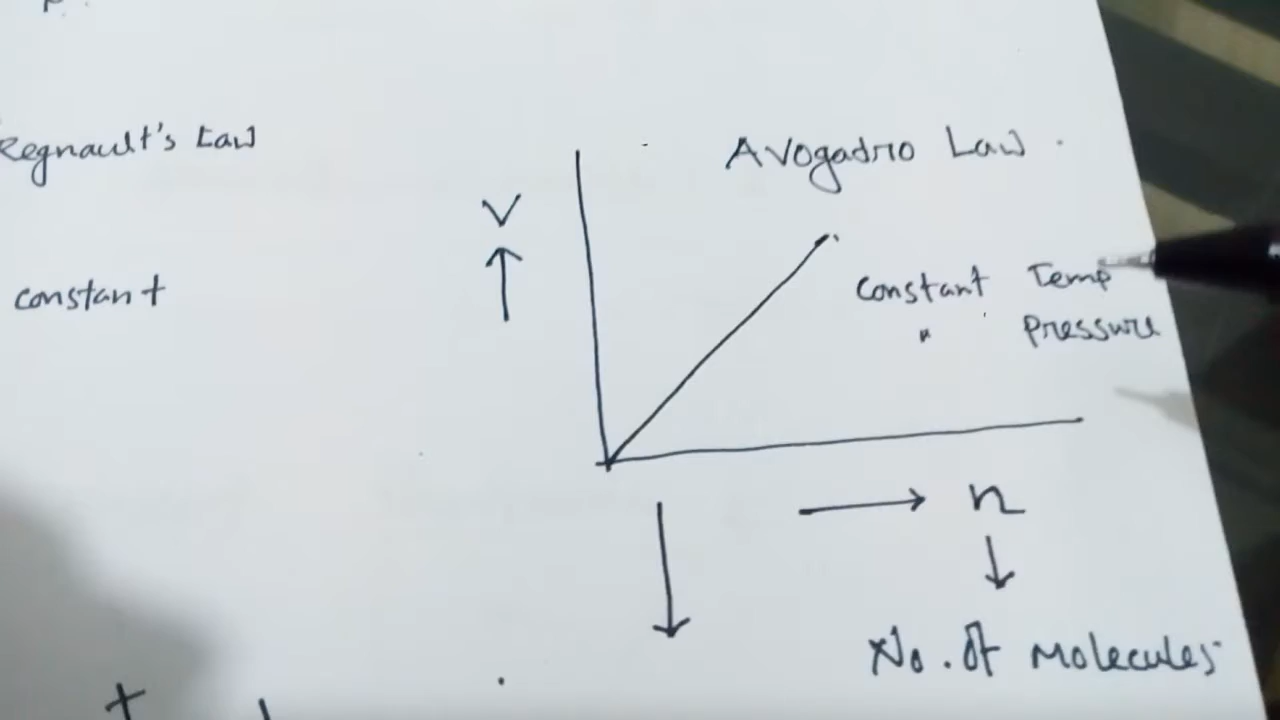 Regnault's Law
constant
V
Avogadro Law.
Constant Temp
" Pressure
n
No. of Molecules